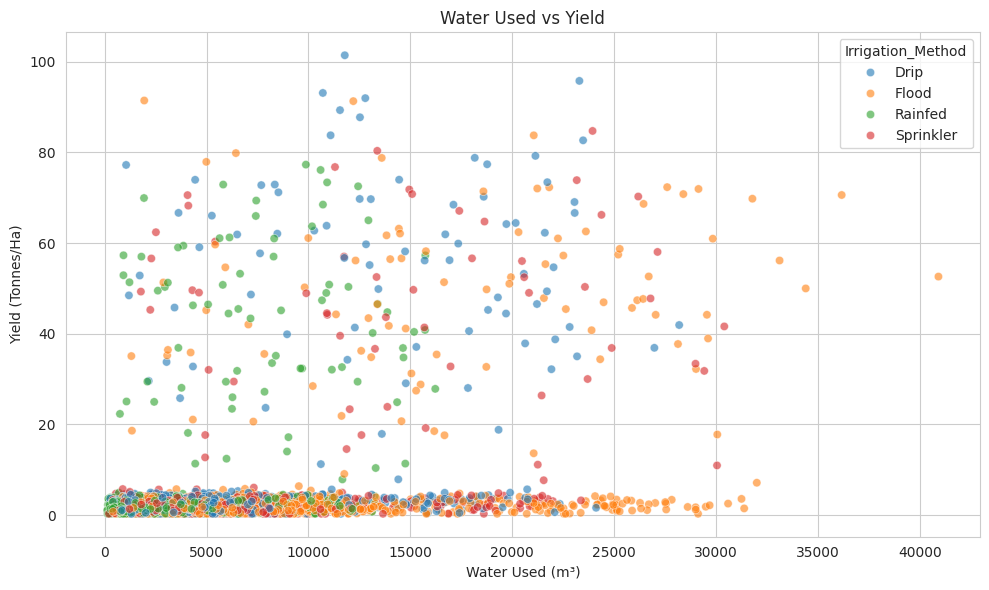 Water Used vs Yield
Irrigation_Method
Drip
Flood
Rainfed
Sprinkler
Yield (Tonnes/Ha)
100
80
60
40
20
0
0 5000 10000 15000 20000 25000 30000 35000 40000
Water Used (m³)